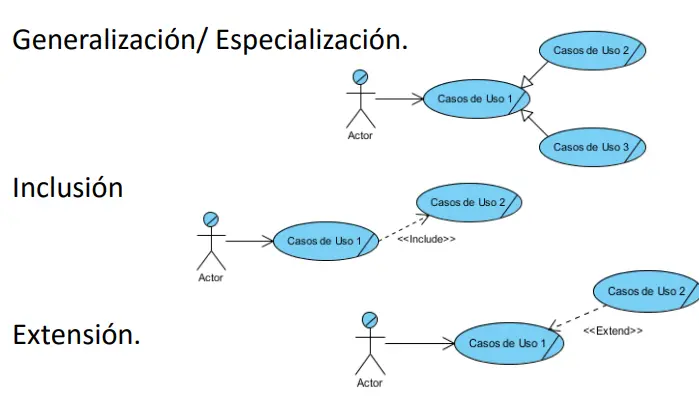 Generalización/ Especialización.
Casos de Uso 2
Casos de Uso 1
Actor
Casos de Uso 3
Inclusión
Casos de Uso 2
Casos de Uso 1
<<Include>>
Actor
Casos de Uso 2
Extensión.
<<Extend>>
Casos de Uso 1
Actor